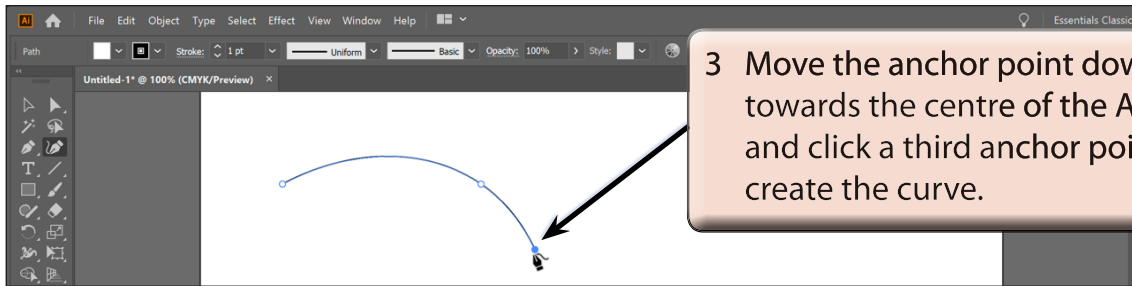 Ai File Edit Object Type Select Effect View Window Help Essentials Classic
Path Stroke: 1 pt Uniform Basic Opacity: 100% Style:
Untitled-1* @ 100% (CMYK/Preview) ×
3 Move the anchor point
towards the centre of the
and click a third anchor
create the curve.